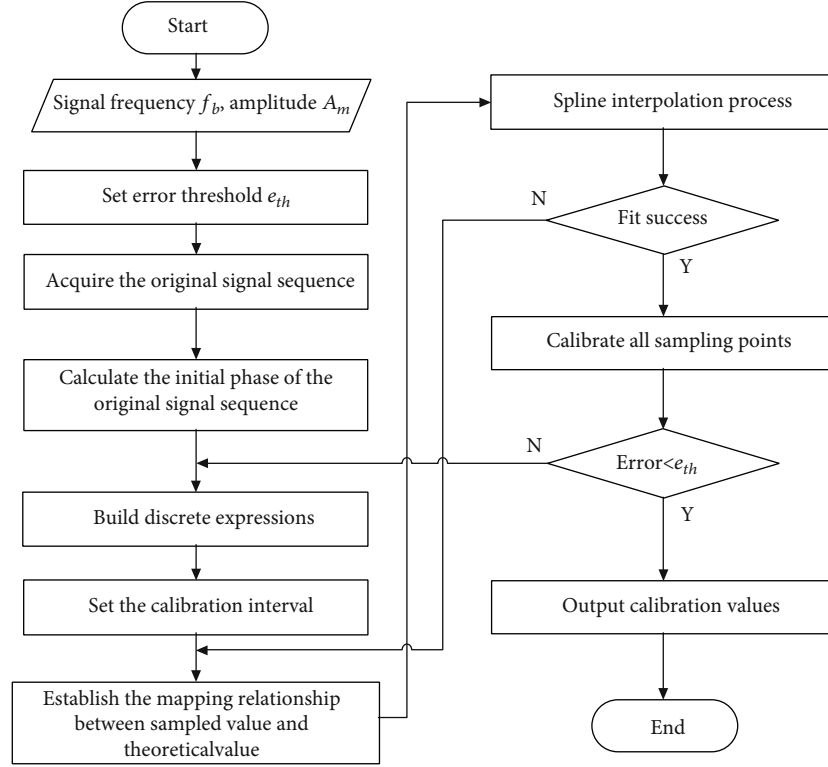 Start
Signal frequency f_b, amplitude A_m
Set error threshold e_th
Acquire the original signal sequence
Calculate the initial phase of the
original signal sequence
Build discrete expressions
Set the calibration interval
Establish the mapping relationship
between sampled value and
theoreticalvalue
Spline interpolation process
N
Fit success
Y
Calibrate all sampling points
N
Error<e_th
Y
Output calibration values
End